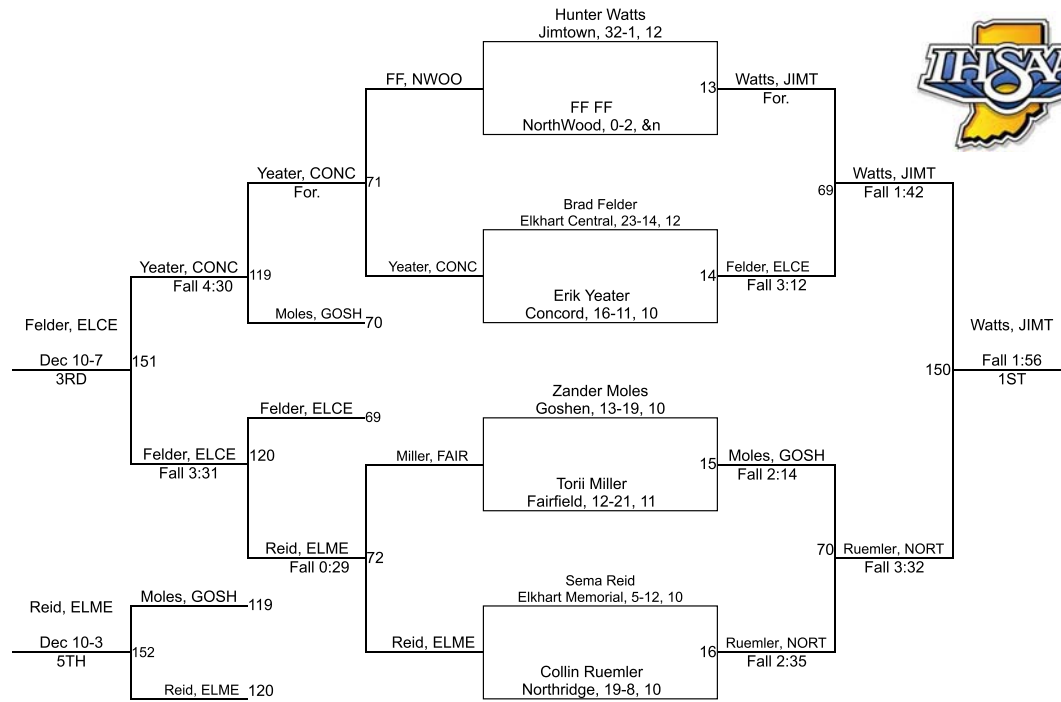 Hunter Watts
Jimtown, 32-1, 12
IHSAA
FF, NWOO
13
Watts, JIMT
For.
FF FF
NorthWood, 0-2, &n
Yeater, CONC
For.
71
Watts, JIMT
Fall 1:42
69
Brad Felder
Elkhart Central, 23-14, 12
Yeater, CONC
Fall 4:30
119
Yeater, CONC
14
Felder, ELCE
Fall 3:12
Erik Yeater
Concord, 16-11, 10
Moles, GOSH
70
Felder, ELCE
Dec 10-7
3RD
151
Watts, JIMT
Fall 1:56
1ST
150
Zander Moles
Goshen, 13-19, 10
Felder, ELCE
69
Felder, ELCE
Fall 3:31
120
Miller, FAIR
15
Moles, GOSH
Fall 2:14
Torii Miller
Fairfield, 12-21, 11
Reid, ELME
Fall 0:29
72
70
Ruemler, NORT
Fall 3:32
Sema Reid
Elkhart Memorial, 5-12, 10
Moles, GOSH
119
Reid, ELME
Dec 10-3
5TH
152
Reid, ELME
16
Ruemler, NORT
Fall 2:35
Collin Ruemler
Northridge, 19-8, 10
Reid, ELME
120